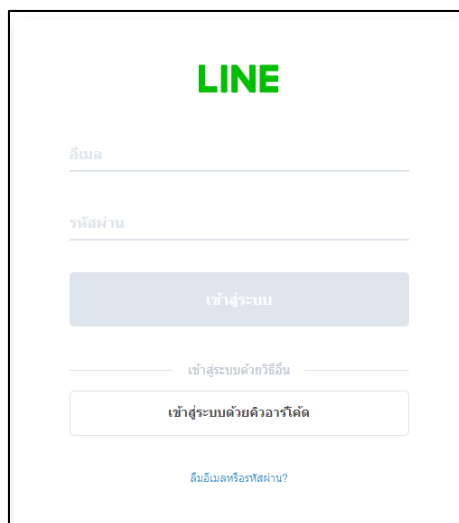 LINE
อีเมล
รหัสผ่าน
เข้าสู่ระบบ
เข้าสู่ระบบด้วยวิธีอื่น
เข้าสู่ระบบด้วยคิวอาร์โค้ด
ลืมอีเมลหรือรหัสผ่าน?